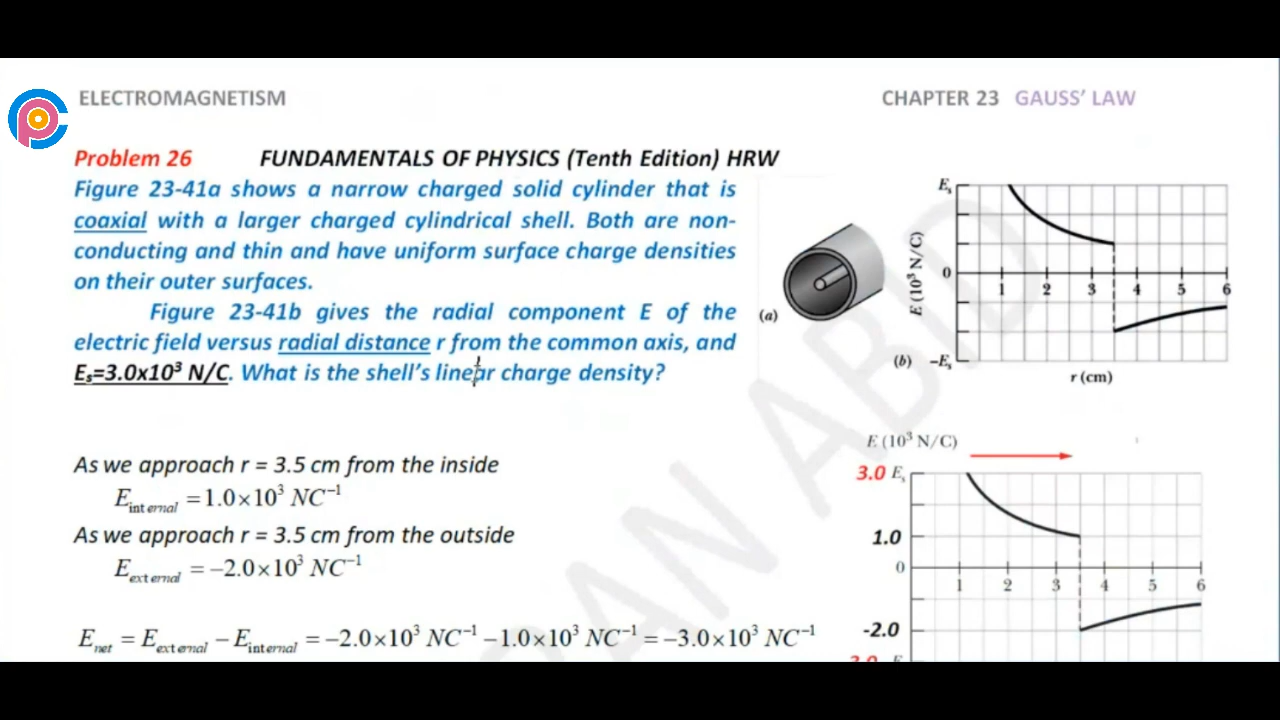 ELECTROMAGNETISM
CHAPTER 23 GAUSS' LAW
Problem 26 FUNDAMENTALS OF PHYSICS (Tenth Edition) HRW
Figure 23-41a shows a narrow charged solid cylinder that is
coaxial with a larger charged cylindrical shell. Both are non-
conducting and thin and have uniform surface charge densities
on their outer surfaces.
Figure 23-41b gives the radial component E of the
electric field versus radial distance r from the common axis, and
Es=3.0x10³ N/C. What is the shell's linear charge density?
(a)
Es
E (10³ N/C)
0
1 2 3 4 5 6
(b) -Es
r (cm)
As we approach r = 3.5 cm from the inside
E internal = 1.0×10³ NC⁻¹
As we approach r = 3.5 cm from the outside
E external = −2.0×10³ NC⁻¹
E net = E external − E internal = −2.0×10³ NC⁻¹ −1.0×10³ NC⁻¹ = −3.0×10³ NC⁻¹
E (10³ N/C)
3.0 Es
1.0
0
1 2 3 4 5 6
-2.0